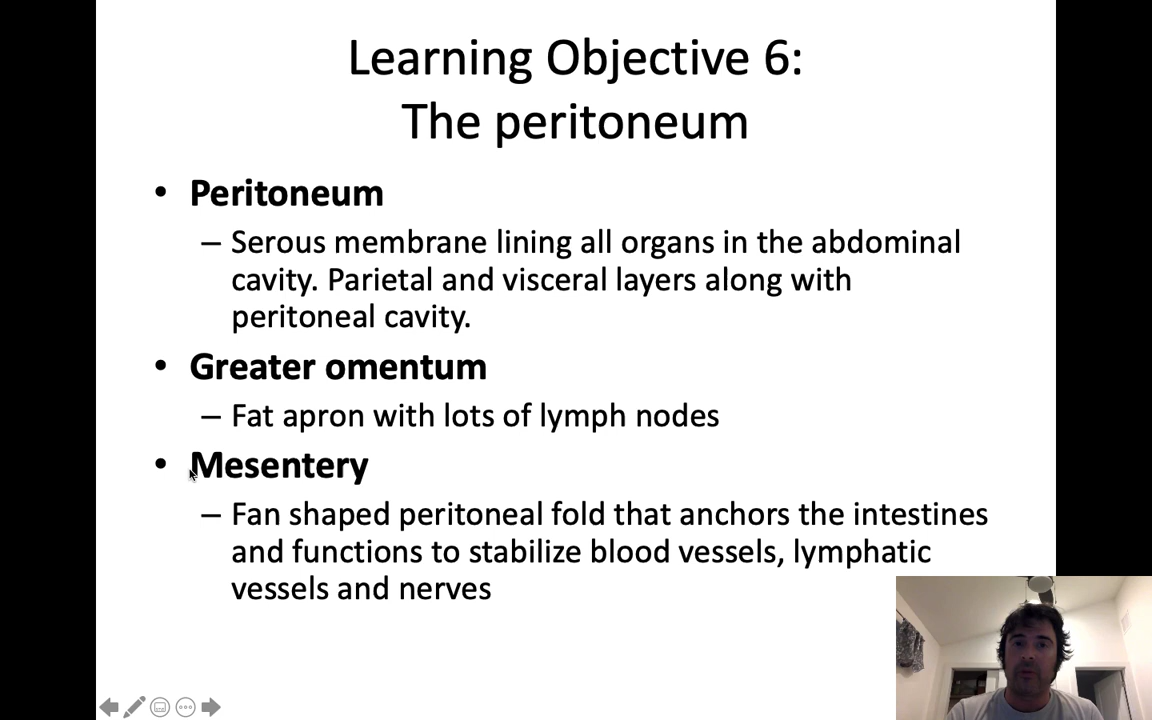 Learning Objective 6:
The peritoneum
• Peritoneum
– Serous membrane lining all organs in the abdominal
cavity. Parietal and visceral layers along with
peritoneal cavity.
• Greater omentum
– Fat apron with lots of lymph nodes
• Mesentery
– Fan shaped peritoneal fold that anchors the intestines
and functions to stabilize blood vessels, lymphatic
vessels and nerves